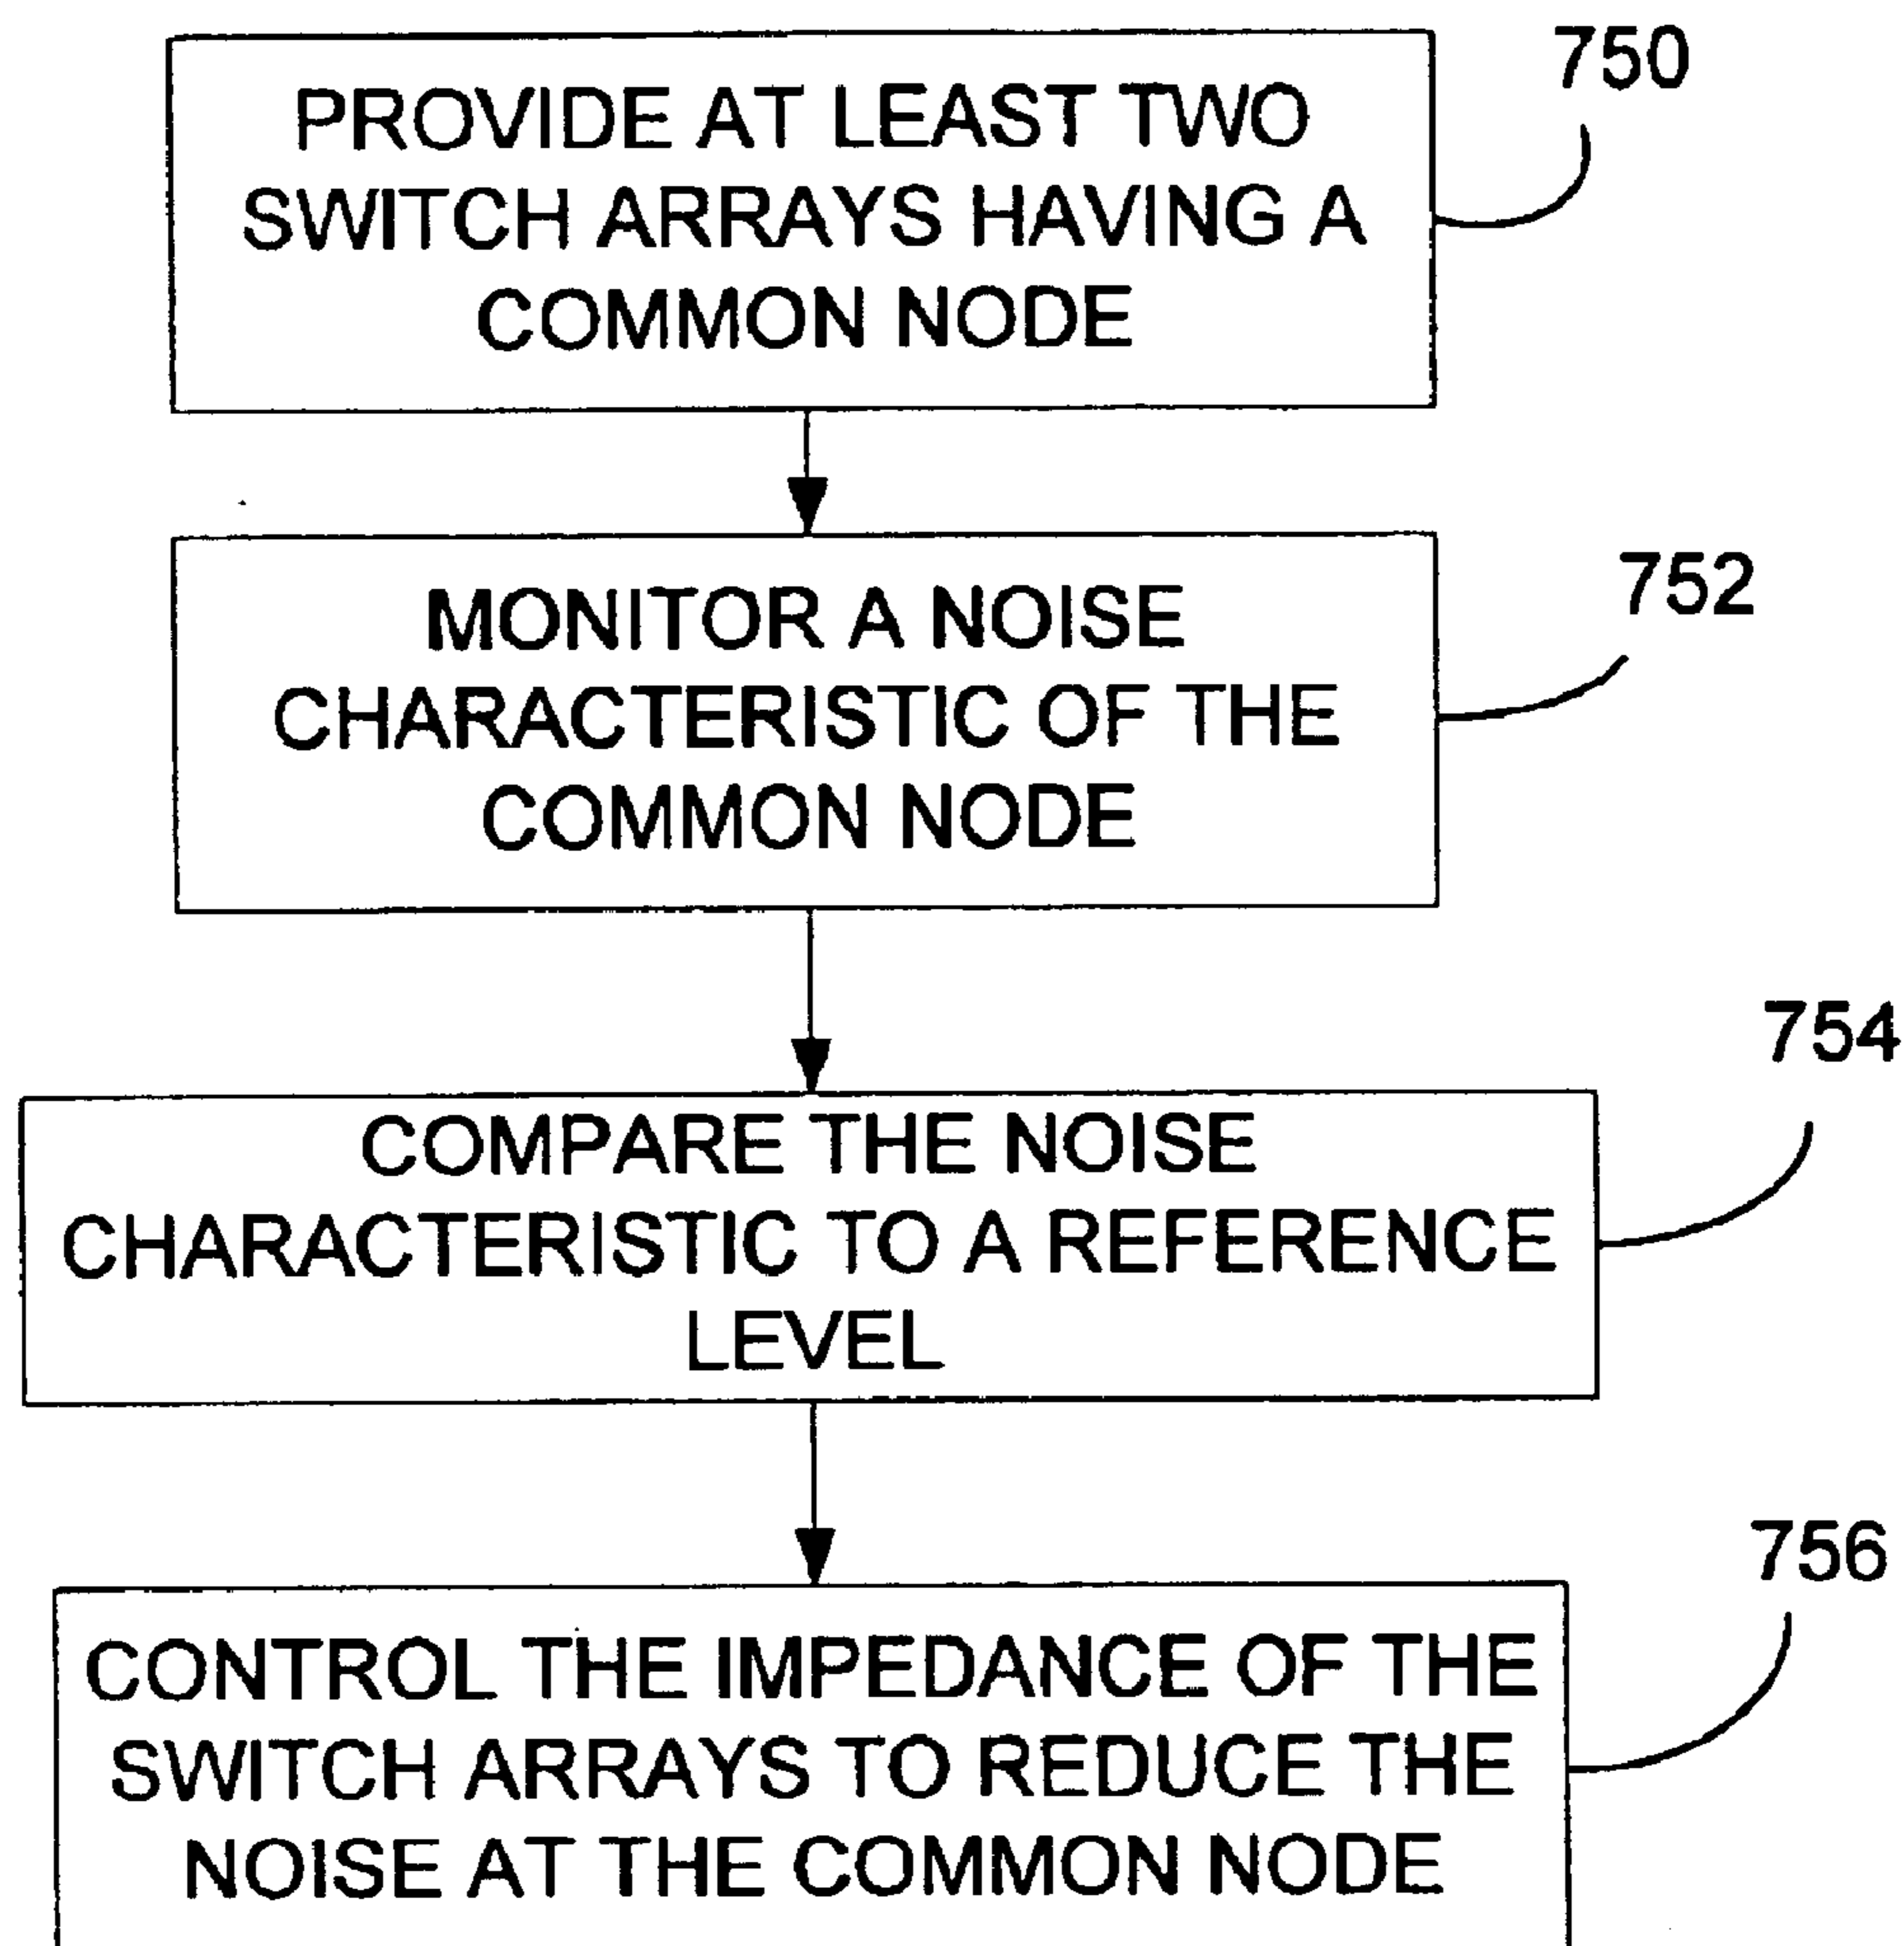 750
PROVIDE AT LEAST TWO
SWITCH ARRAYS HAVING A
COMMON NODE
752
MONITOR A NOISE
CHARACTERISTIC OF THE
COMMON NODE
754
COMPARE THE NOISE
CHARACTERISTIC TO A REFERENCE
LEVEL
756
CONTROL THE IMPEDANCE OF THE
SWITCH ARRAYS TO REDUCE THE
NOISE AT THE COMMON NODE